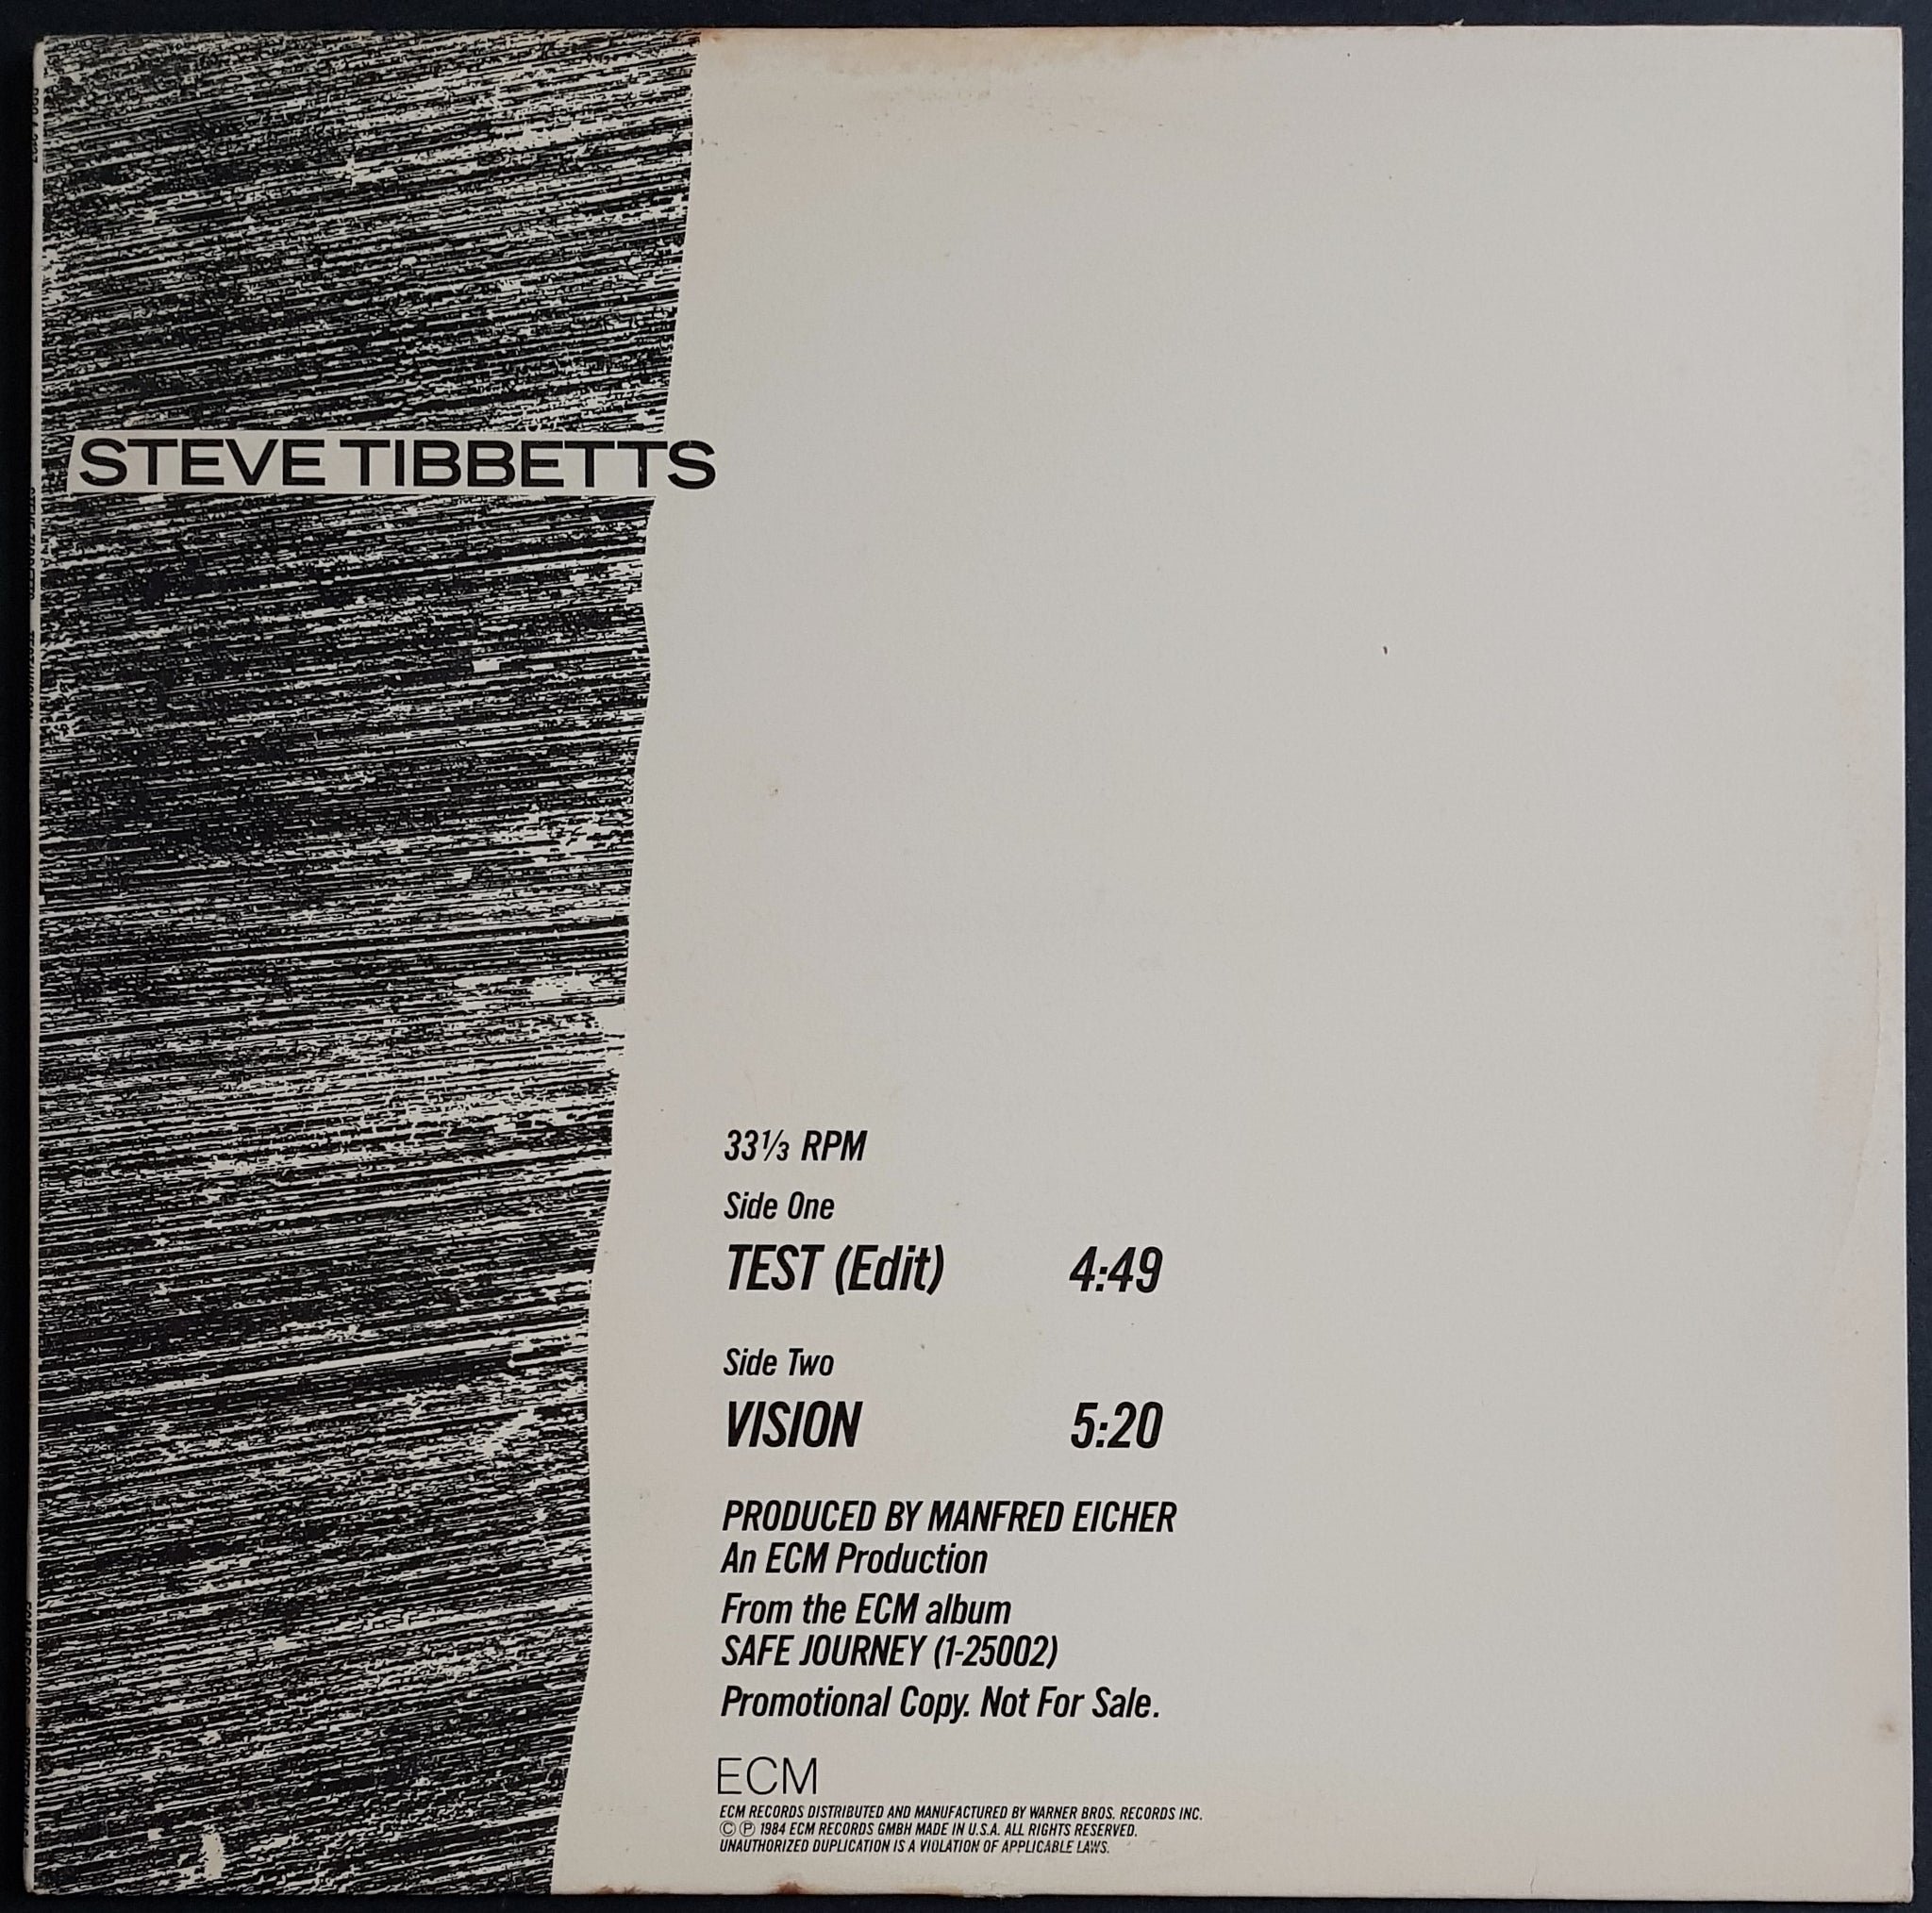 STEVE TIBBETTS
33⅓ RPM
Side One
TEST (Edit) 4:49
Side Two
VISION 5:20
PRODUCED BY MANFRED EICHER
An ECM Production
From the ECM album
SAFE JOURNEY (1-25002)
Promotional Copy. Not For Sale.
ECM
ECM RECORDS DISTRIBUTED AND MANUFACTURED BY WARNER BROS. RECORDS INC.
Ⓒ Ⓟ 1984 ECM RECORDS GMBH MADE IN U.S.A. ALL RIGHTS RESERVED.
UNAUTHORIZED DUPLICATION IS A VIOLATION OF APPLICABLE LAWS.